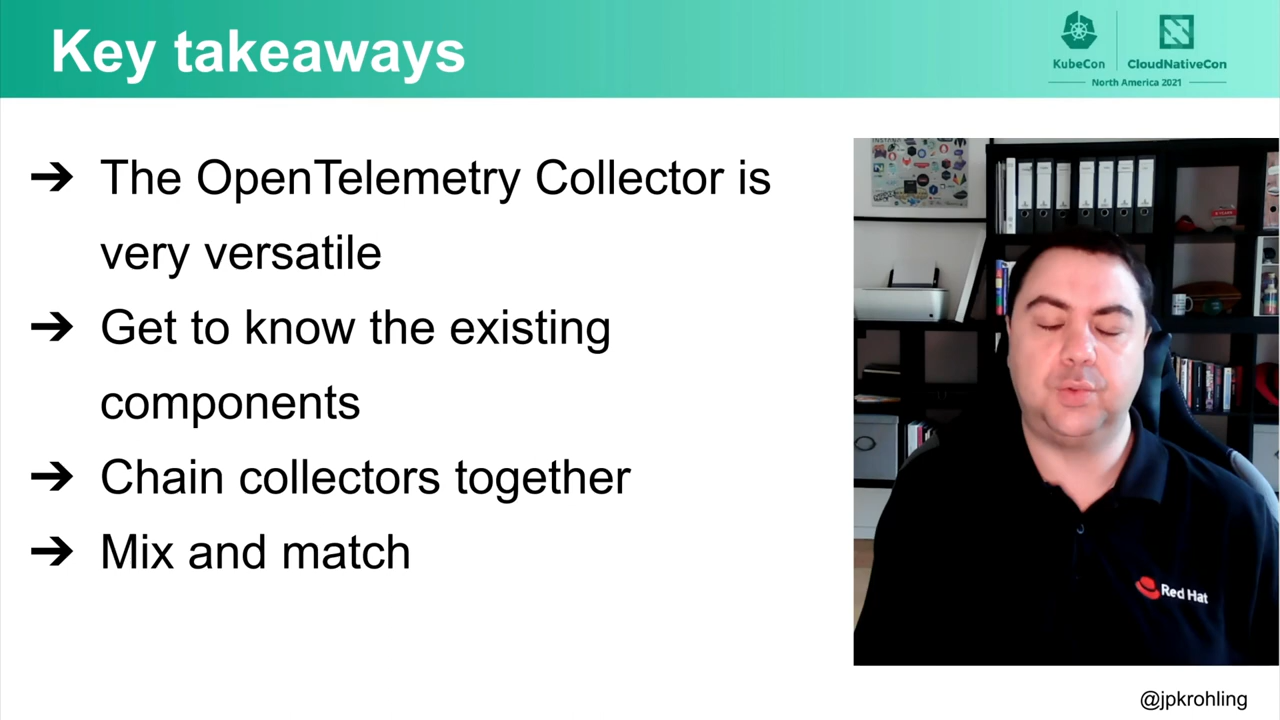 Key takeaways
KubeCon
CloudNativeCon
North America 2021
➔ The OpenTelemetry Collector is
very versatile
➔ Get to know the existing
components
➔ Chain collectors together
➔ Mix and match
Red Hat
@jpkrohling